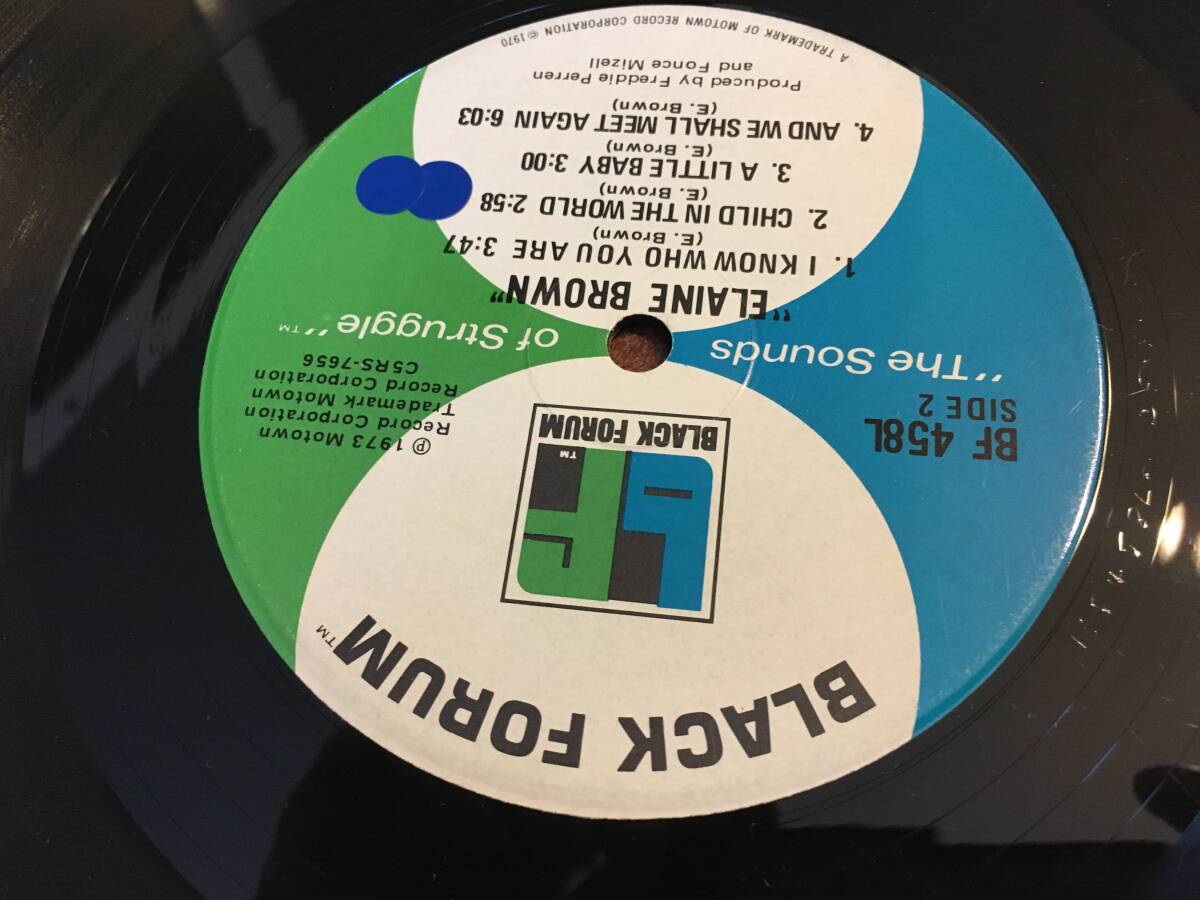 BLACK FORUM™
BLACK FORUM
™
BF 458L
SIDE 2
℗ 1973 Motown
Record Corporation
Trademark Motown
Record Corporation
C5RS-7656
"The Sounds of Struggle"™
"ELAINE BROWN"
1. I KNOW WHO YOU ARE 3:47
(E. Brown)
2. CHILD IN THE WORLD 2:58
(E. Brown)
3. A LITTLE BABY 3:00
(E. Brown)
4. AND WE SHALL MEET AGAIN 6:03
(E. Brown)
Produced by Freddie Perren
and Fonce Mizell
A TRADEMARK OF MOTOWN RECORD CORPORATION © 1970